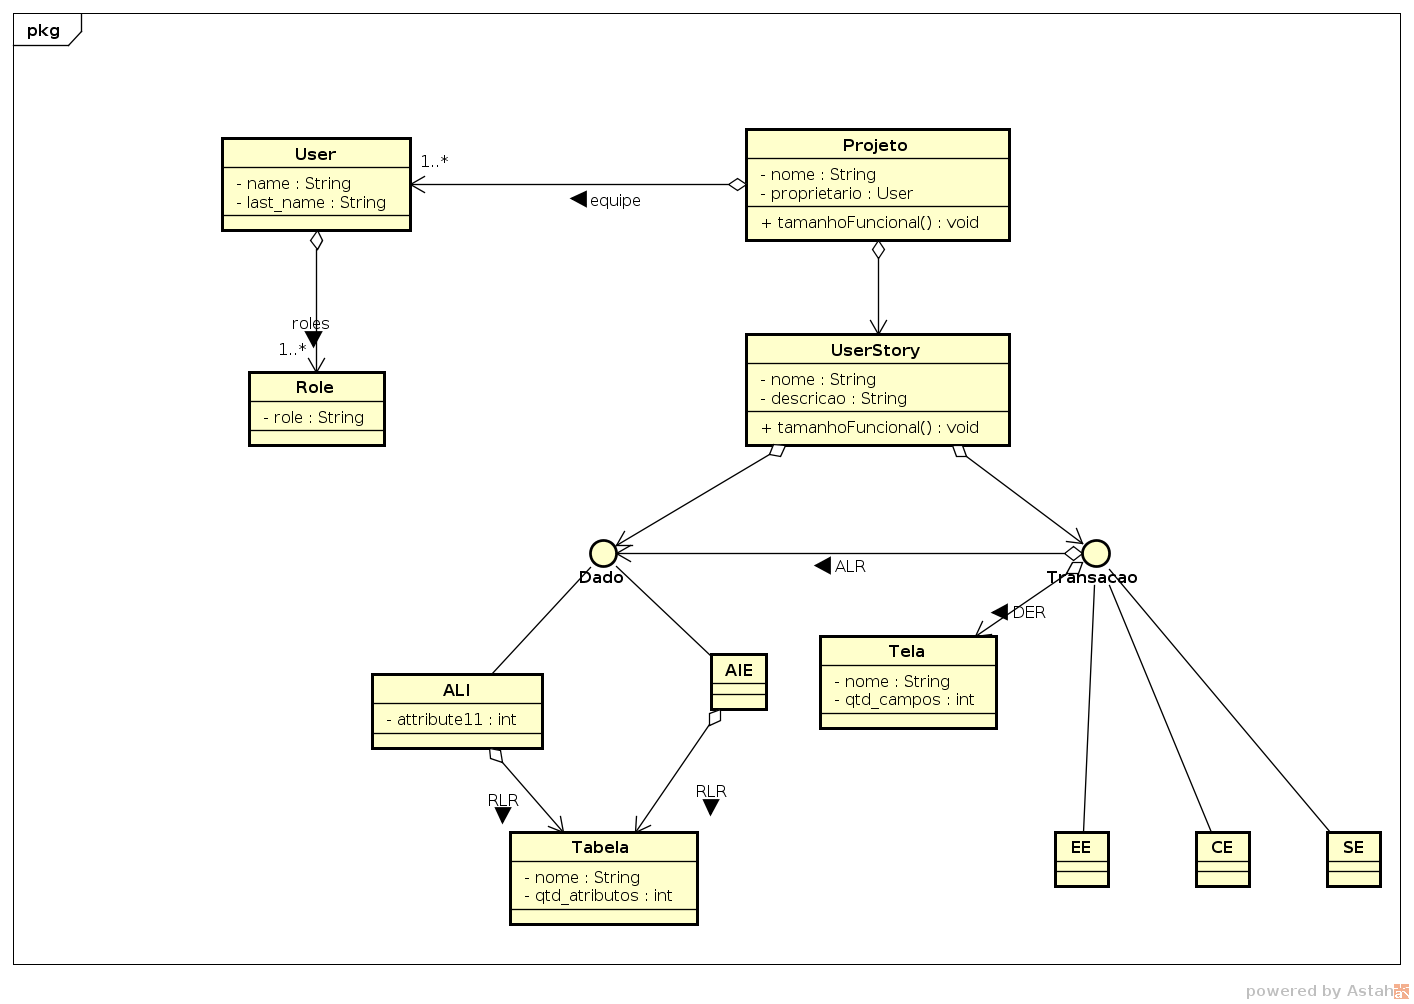 pkg
User
- name : String
- last_name : String
1..*
equipe
Projeto
- nome : String
- proprietario : User
+ tamanhoFuncional() : void
roles
1..*
Role
- role : String
UserStory
- nome : String
- descricao : String
+ tamanhoFuncional() : void
Dado
ALR
Transacao
DER
Tela
- nome : String
- qtd_campos : int
ALI
- attribute11 : int
AIE
RLR
RLR
Tabela
- nome : String
- qtd_atributos : int
EE
CE
SE
powered by Astah